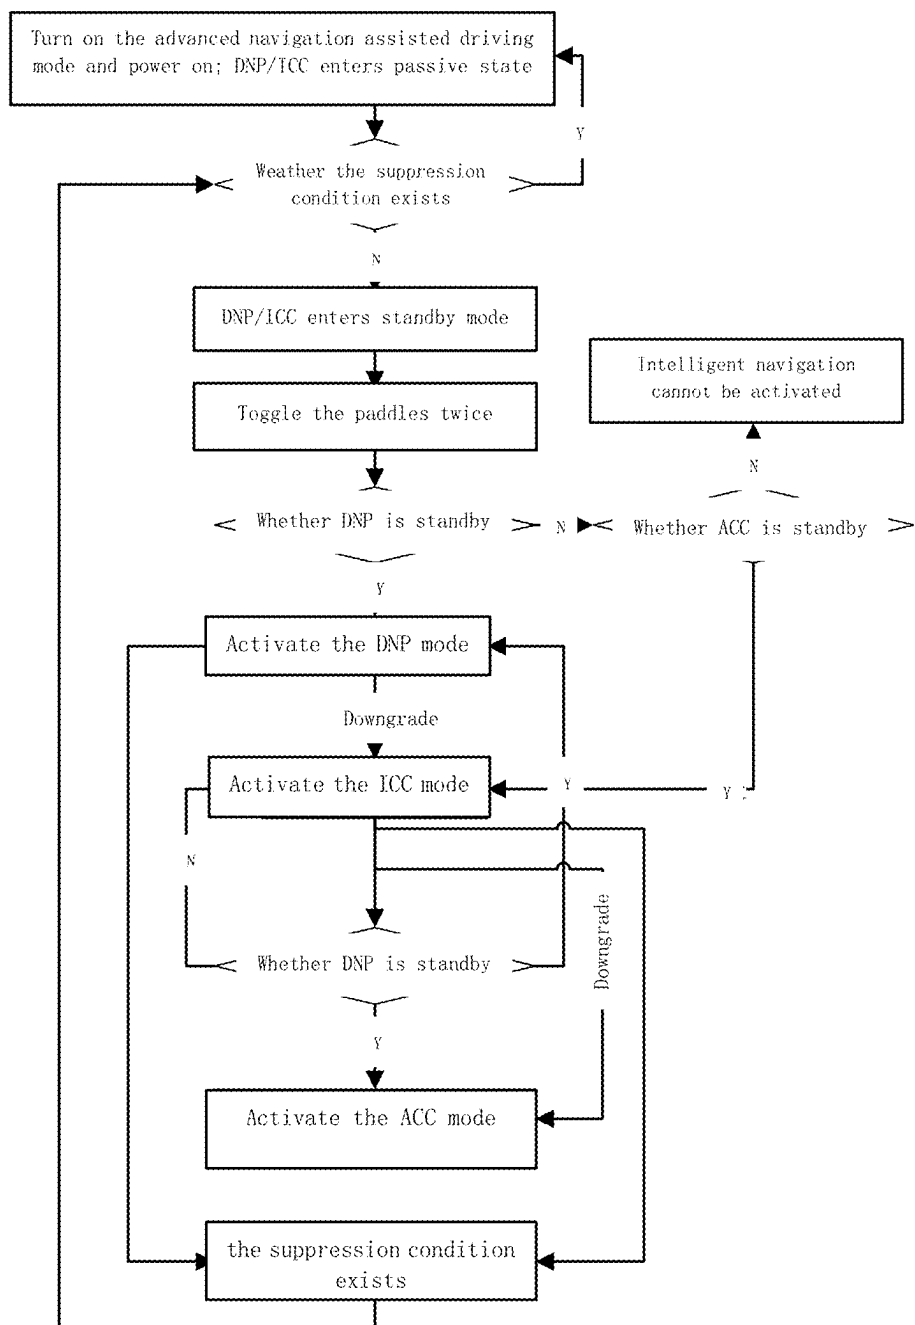 Turn on the advanced navigation assisted driving
mode and power on; DNP/ICC enters passive state
Y
Weather the suppression
condition exists
N
DNP/ICC enters standby mode
Intelligent navigation
cannot be activated
Toggle the paddles twice
N
Whether DNP is standby
N
Whether ACC is standby
Y
Activate the DNP mode
Downgrade
Activate the ICC mode
Y
Y
N
Downgrade
Whether DNP is standby
Y
Activate the ACC mode
the suppression condition
exists